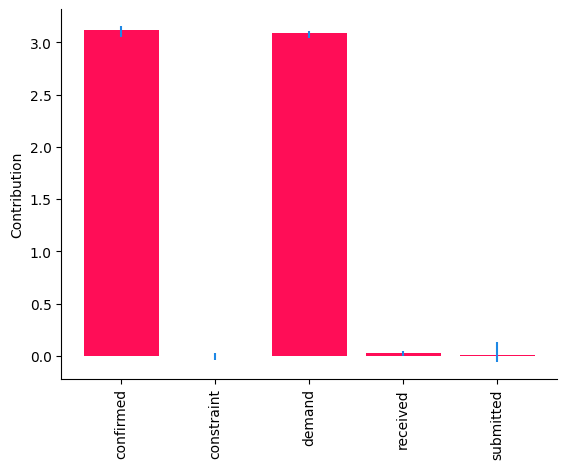 Contribution
3.0
2.5
2.0
1.5
1.0
0.5
0.0
confirmed
constraint
demand
received
submitted